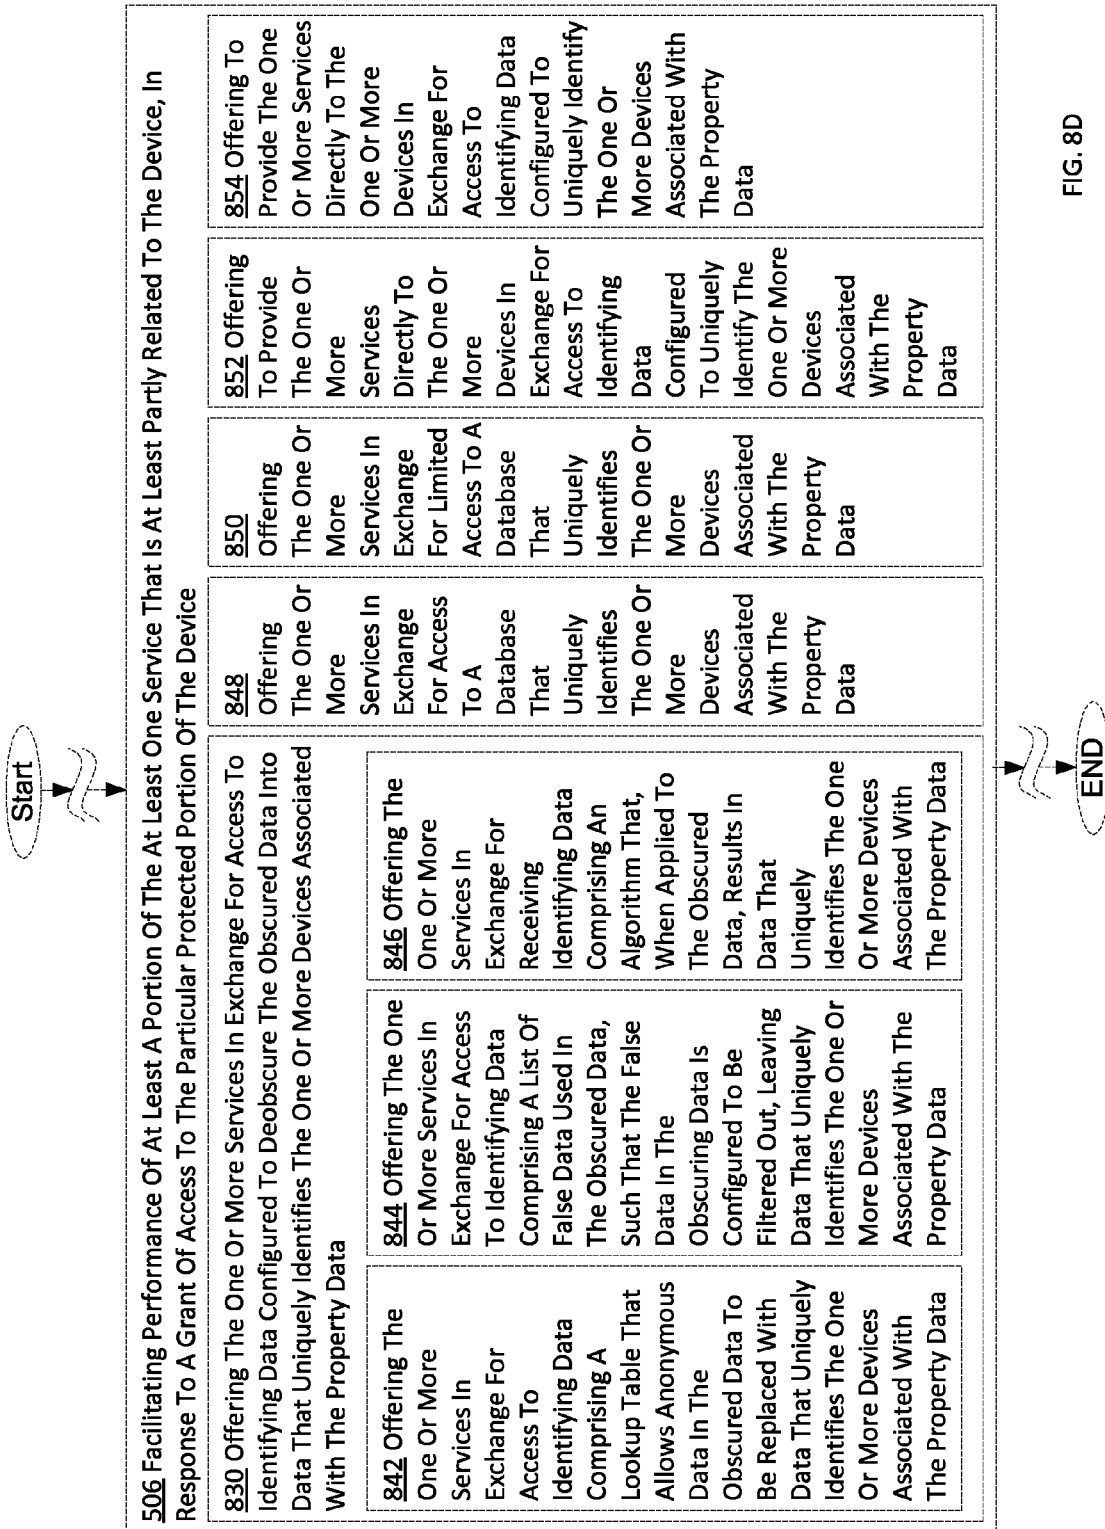 Start
506 Facilitating Performance Of At Least A Portion Of The At Least One Service That Is At Least Partly Related To The Device, In
Response To A Grant Of Access To The Particular Protected Portion Of The Device
830 Offering The One Or More Services In Exchange For Access To
Identifying Data Configured To Deobscure The Obscured Data Into
Data That Uniquely Identifies The One Or More Devices Associated
With The Property Data
842 Offering The
One Or More
Services In
Exchange For
Access To
Identifying Data
Comprising A
Lookup Table That
Allows Anonymous
Data In The
Obscured Data To
Be Replaced With
Data That Uniquely
Identifies The One
Or More Devices
Associated With
The Property Data
844 Offering The One
Or More Services In
Exchange For Access
To Identifying Data
Comprising A List Of
False Data Used In
The Obscured Data,
Such That The False
Data In The
Obscuring Data Is
Configured To Be
Filtered Out, Leaving
Data That Uniquely
Identifies The One Or
More Devices
Associated With The
Property Data
846 Offering The
One Or More
Services In
Exchange For
Receiving
Identifying Data
Comprising An
Algorithm That,
When Applied To
The Obscured
Data, Results In
Data That
Uniquely
Identifies The One
Or More Devices
Associated With
The Property Data
848
Offering
The One Or
More
Services In
Exchange
For Access
To A
Database
That
Uniquely
Identifies
The One Or
More
Devices
Associated
With The
Property
Data
850
Offering
The One Or
More
Services In
Exchange
For Limited
Access To A
Database
That
Uniquely
Identifies
The One Or
More
Devices
Associated
With The
Property
Data
852 Offering
To Provide
The One Or
More
Services
Directly To
The One Or
More
Devices In
Exchange For
Access To
Identifying
Data
Configured
To Uniquely
Identify The
One Or More
Devices
Associated
With The
Property
Data
854 Offering To
Provide The One
Or More Services
Directly To The
One Or More
Devices In
Exchange For
Access To
Identifying Data
Configured To
Uniquely Identify
The One Or
More Devices
Associated With
The Property
Data
END
FIG. 8D